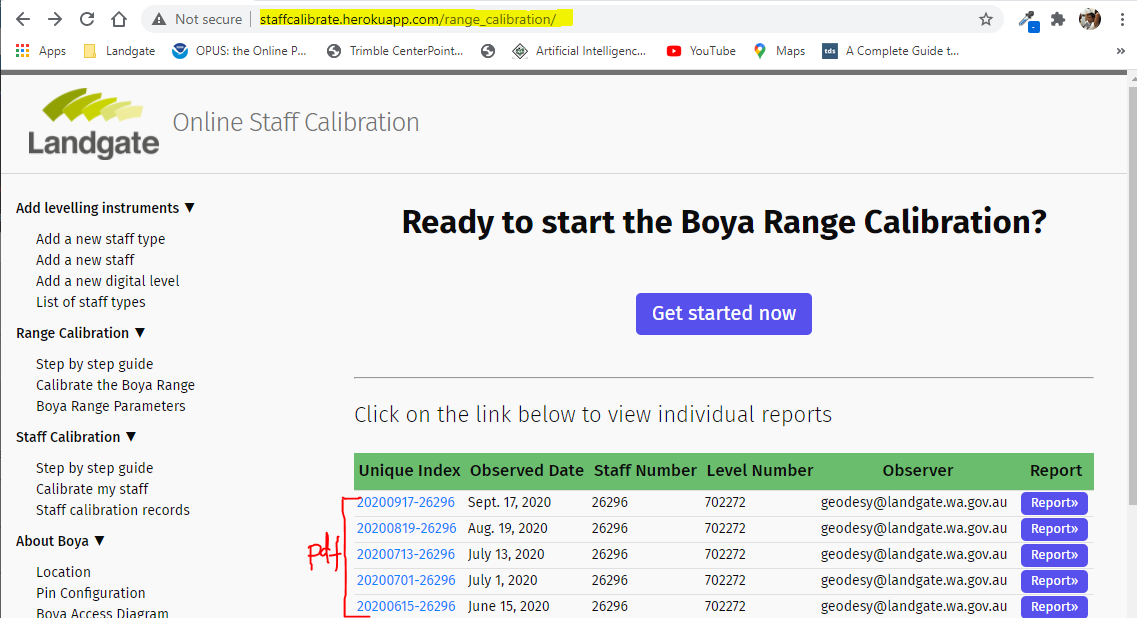 Not secure
staffcalibrate.herokuapp.com/range_calibration/
Apps Landgate OPUS: the Online P... Trimble CenterPoint... Artificial Intelligenc... YouTube Maps tds A Complete Guide t... »
Landgate
Online Staff Calibration
Add levelling instruments ▼
Add a new staff type
Add a new staff
Add a new digital level
List of staff types
Range Calibration ▼
Step by step guide
Calibrate the Boya Range
Boya Range Parameters
Staff Calibration ▼
Step by step guide
Calibrate my staff
Staff calibration records
About Boya ▼
Location
Pin Configuration
Boya Access Diagram
Ready to start the Boya Range Calibration?
Get started now
Click on the link below to view individual reports
Unique Index Observed Date Staff Number Level Number Observer Report
20200917-26296 Sept. 17, 2020 26296 702272 geodesy@landgate.wa.gov.au Report»
20200819-26296 Aug. 19, 2020 26296 702272 geodesy@landgate.wa.gov.au Report»
20200713-26296 July 13, 2020 26296 702272 geodesy@landgate.wa.gov.au Report»
20200701-26296 July 1, 2020 26296 702272 geodesy@landgate.wa.gov.au Report»
20200615-26296 June 15, 2020 26296 702272 geodesy@landgate.wa.gov.au Report»
pdf